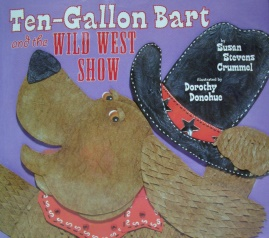 Ten-Gallon Bart
and the WILD WEST
SHOW
by
Susan
Stevens
Crummel
illustrated by
Dorothy
Donohue